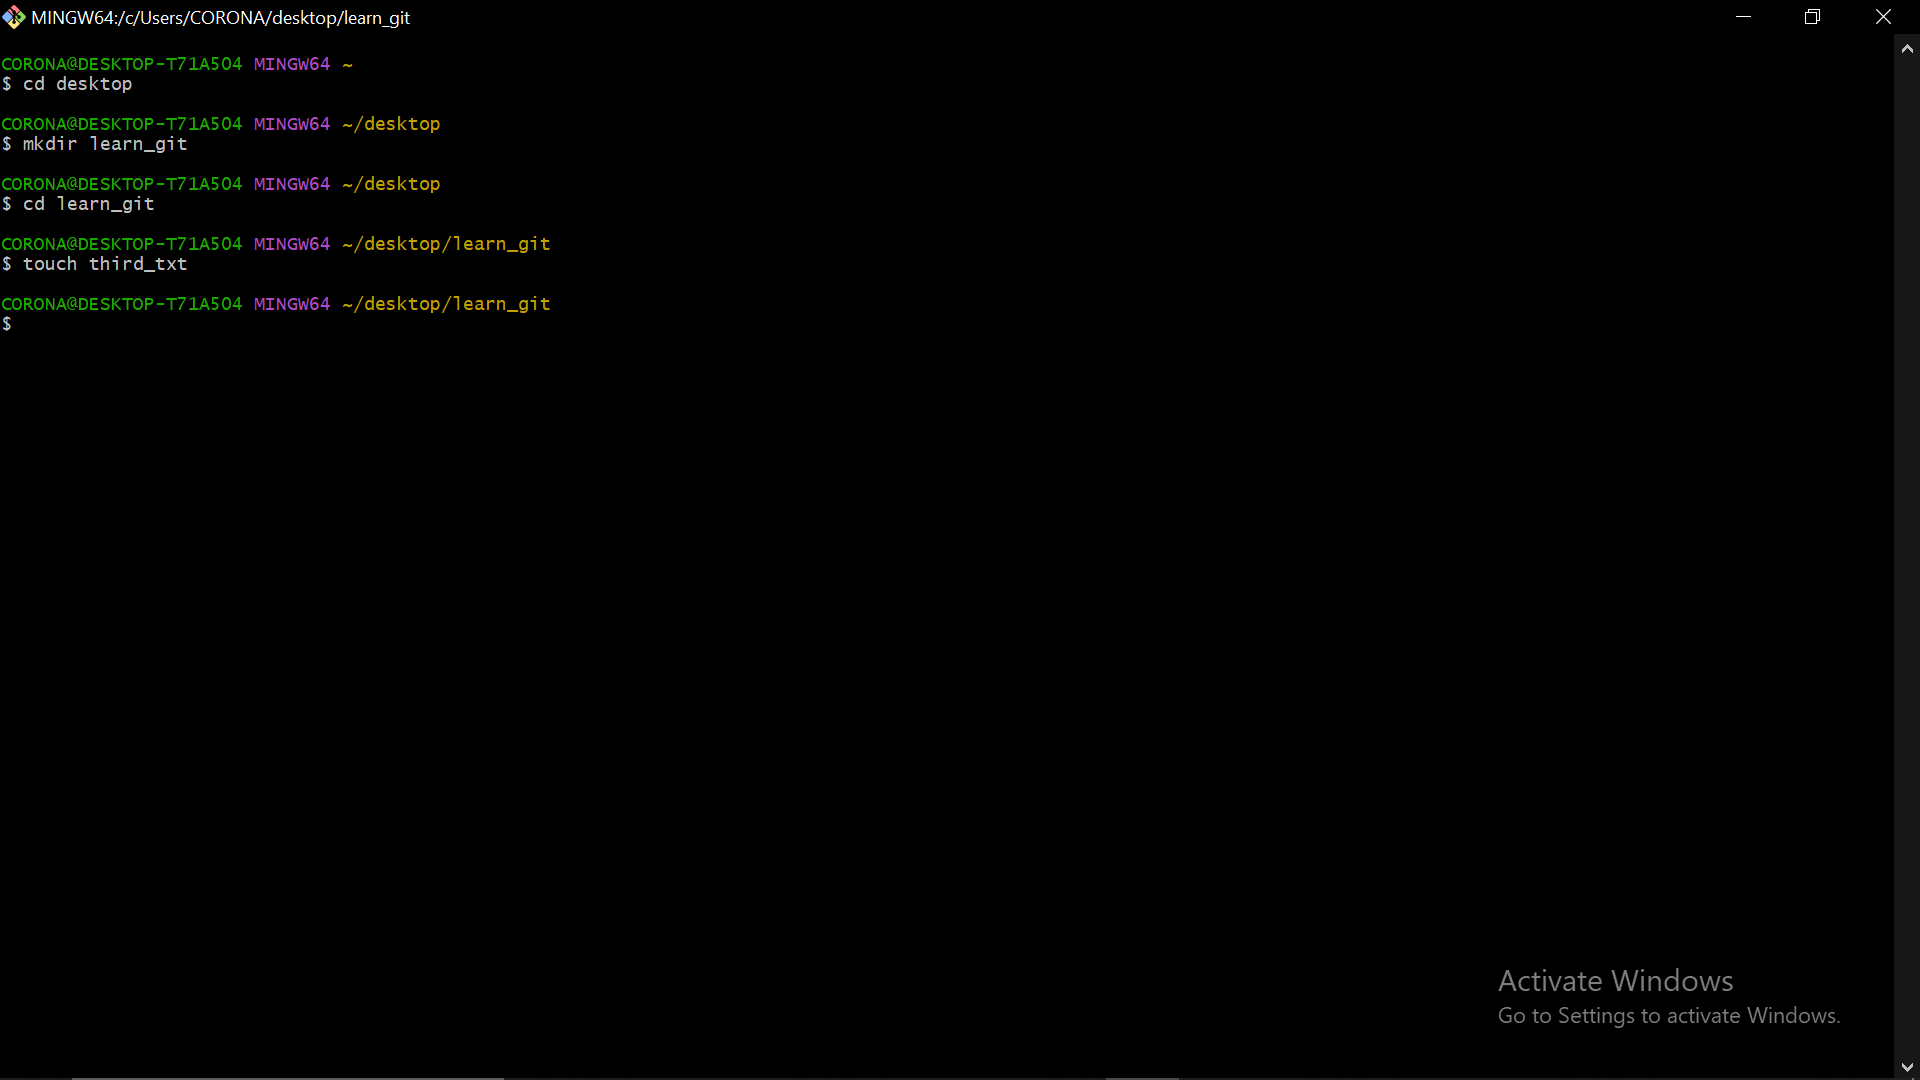 MINGW64:/c/Users/CORONA/desktop/learn_git
CORONA@DESKTOP-T71A504 MINGW64 ~
$ cd desktop
CORONA@DESKTOP-T71A504 MINGW64 ~/desktop
$ mkdir learn_git
CORONA@DESKTOP-T71A504 MINGW64 ~/desktop
$ cd learn_git
CORONA@DESKTOP-T71A504 MINGW64 ~/desktop/learn_git
$ touch third_txt
CORONA@DESKTOP-T71A504 MINGW64 ~/desktop/learn_git
$
Activate Windows
Go to Settings to activate Windows.